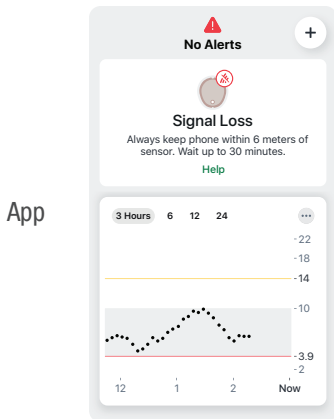 No Alerts
+
Signal Loss
Always keep phone within 6 meters of
sensor. Wait up to 30 minutes.
Help
App
3 Hours 6 12 24
22
18
14
10
3.9
2
12 1 2 Now